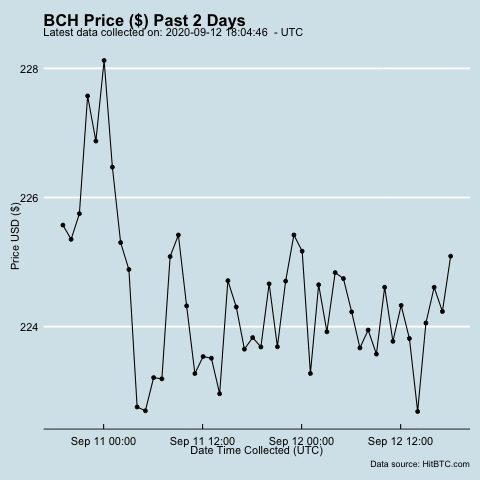 BCH Price ($) Past 2 Days
Latest data collected on: 2020-09-12 18:04:46 - UTC
228
226
224
Price USD ($)
Sep 11 00:00 Sep 11 12:00 Sep 12 00:00 Sep 12 12:00
Date Time Collected (UTC)
Data source: HitBTC.com